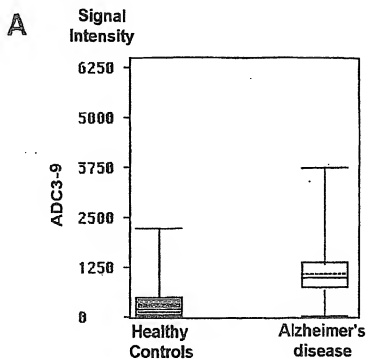 A
Signal
Intensity
6250
5000
3750
2500
1250
0
ADC3-9
Healthy
Controls
Alzheimer's
disease